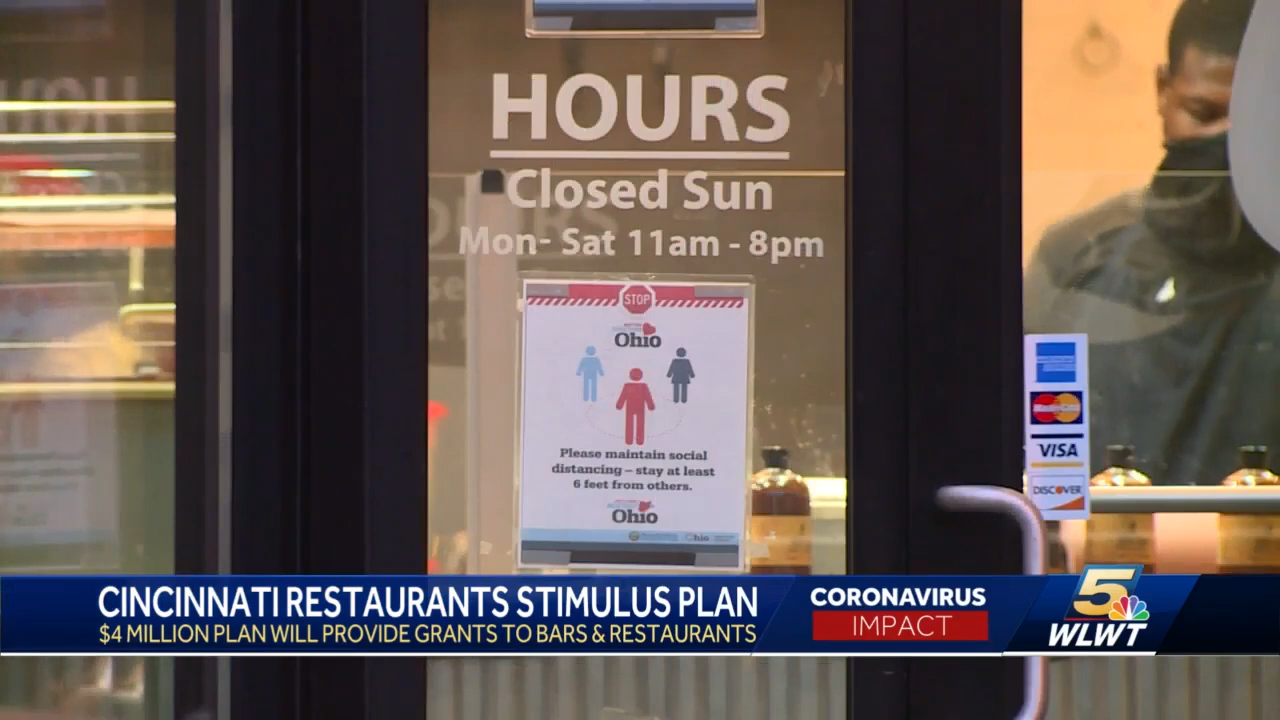 HOURS
Closed Sun
Mon- Sat 11am - 8pm
STOP
Ohio
Please maintain social
distancing – stay at least
6 feet from others.
Ohio
Ohio
MasterCard
VISA
DISCOVER
CINCINNATI RESTAURANTS STIMULUS PLAN
$4 MILLION PLAN WILL PROVIDE GRANTS TO BARS & RESTAURANTS
CORONAVIRUS
IMPACT
5
WLWT